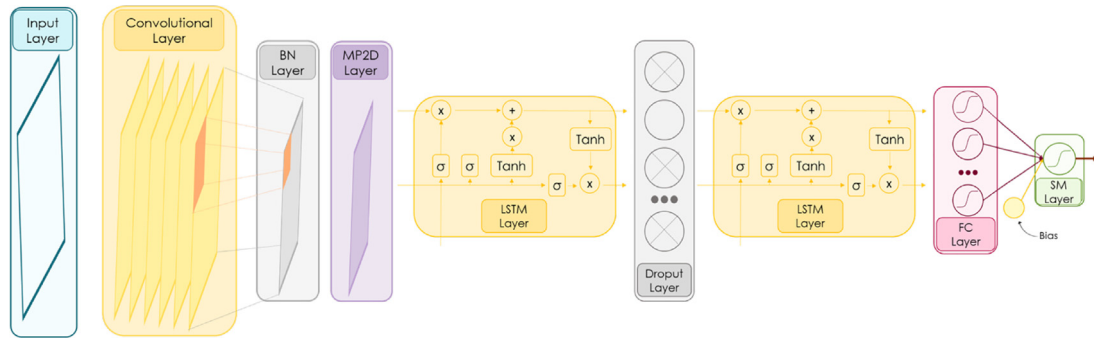 Input
Layer
Convolutional
Layer
BN
Layer
MP2D
Layer
x
+
x
Tanh
σ
σ
Tanh
σ
x
LSTM
Layer
Droput
Layer
x
+
x
Tanh
σ
σ
Tanh
σ
x
LSTM
Layer
FC
Layer
SM
Layer
Bias